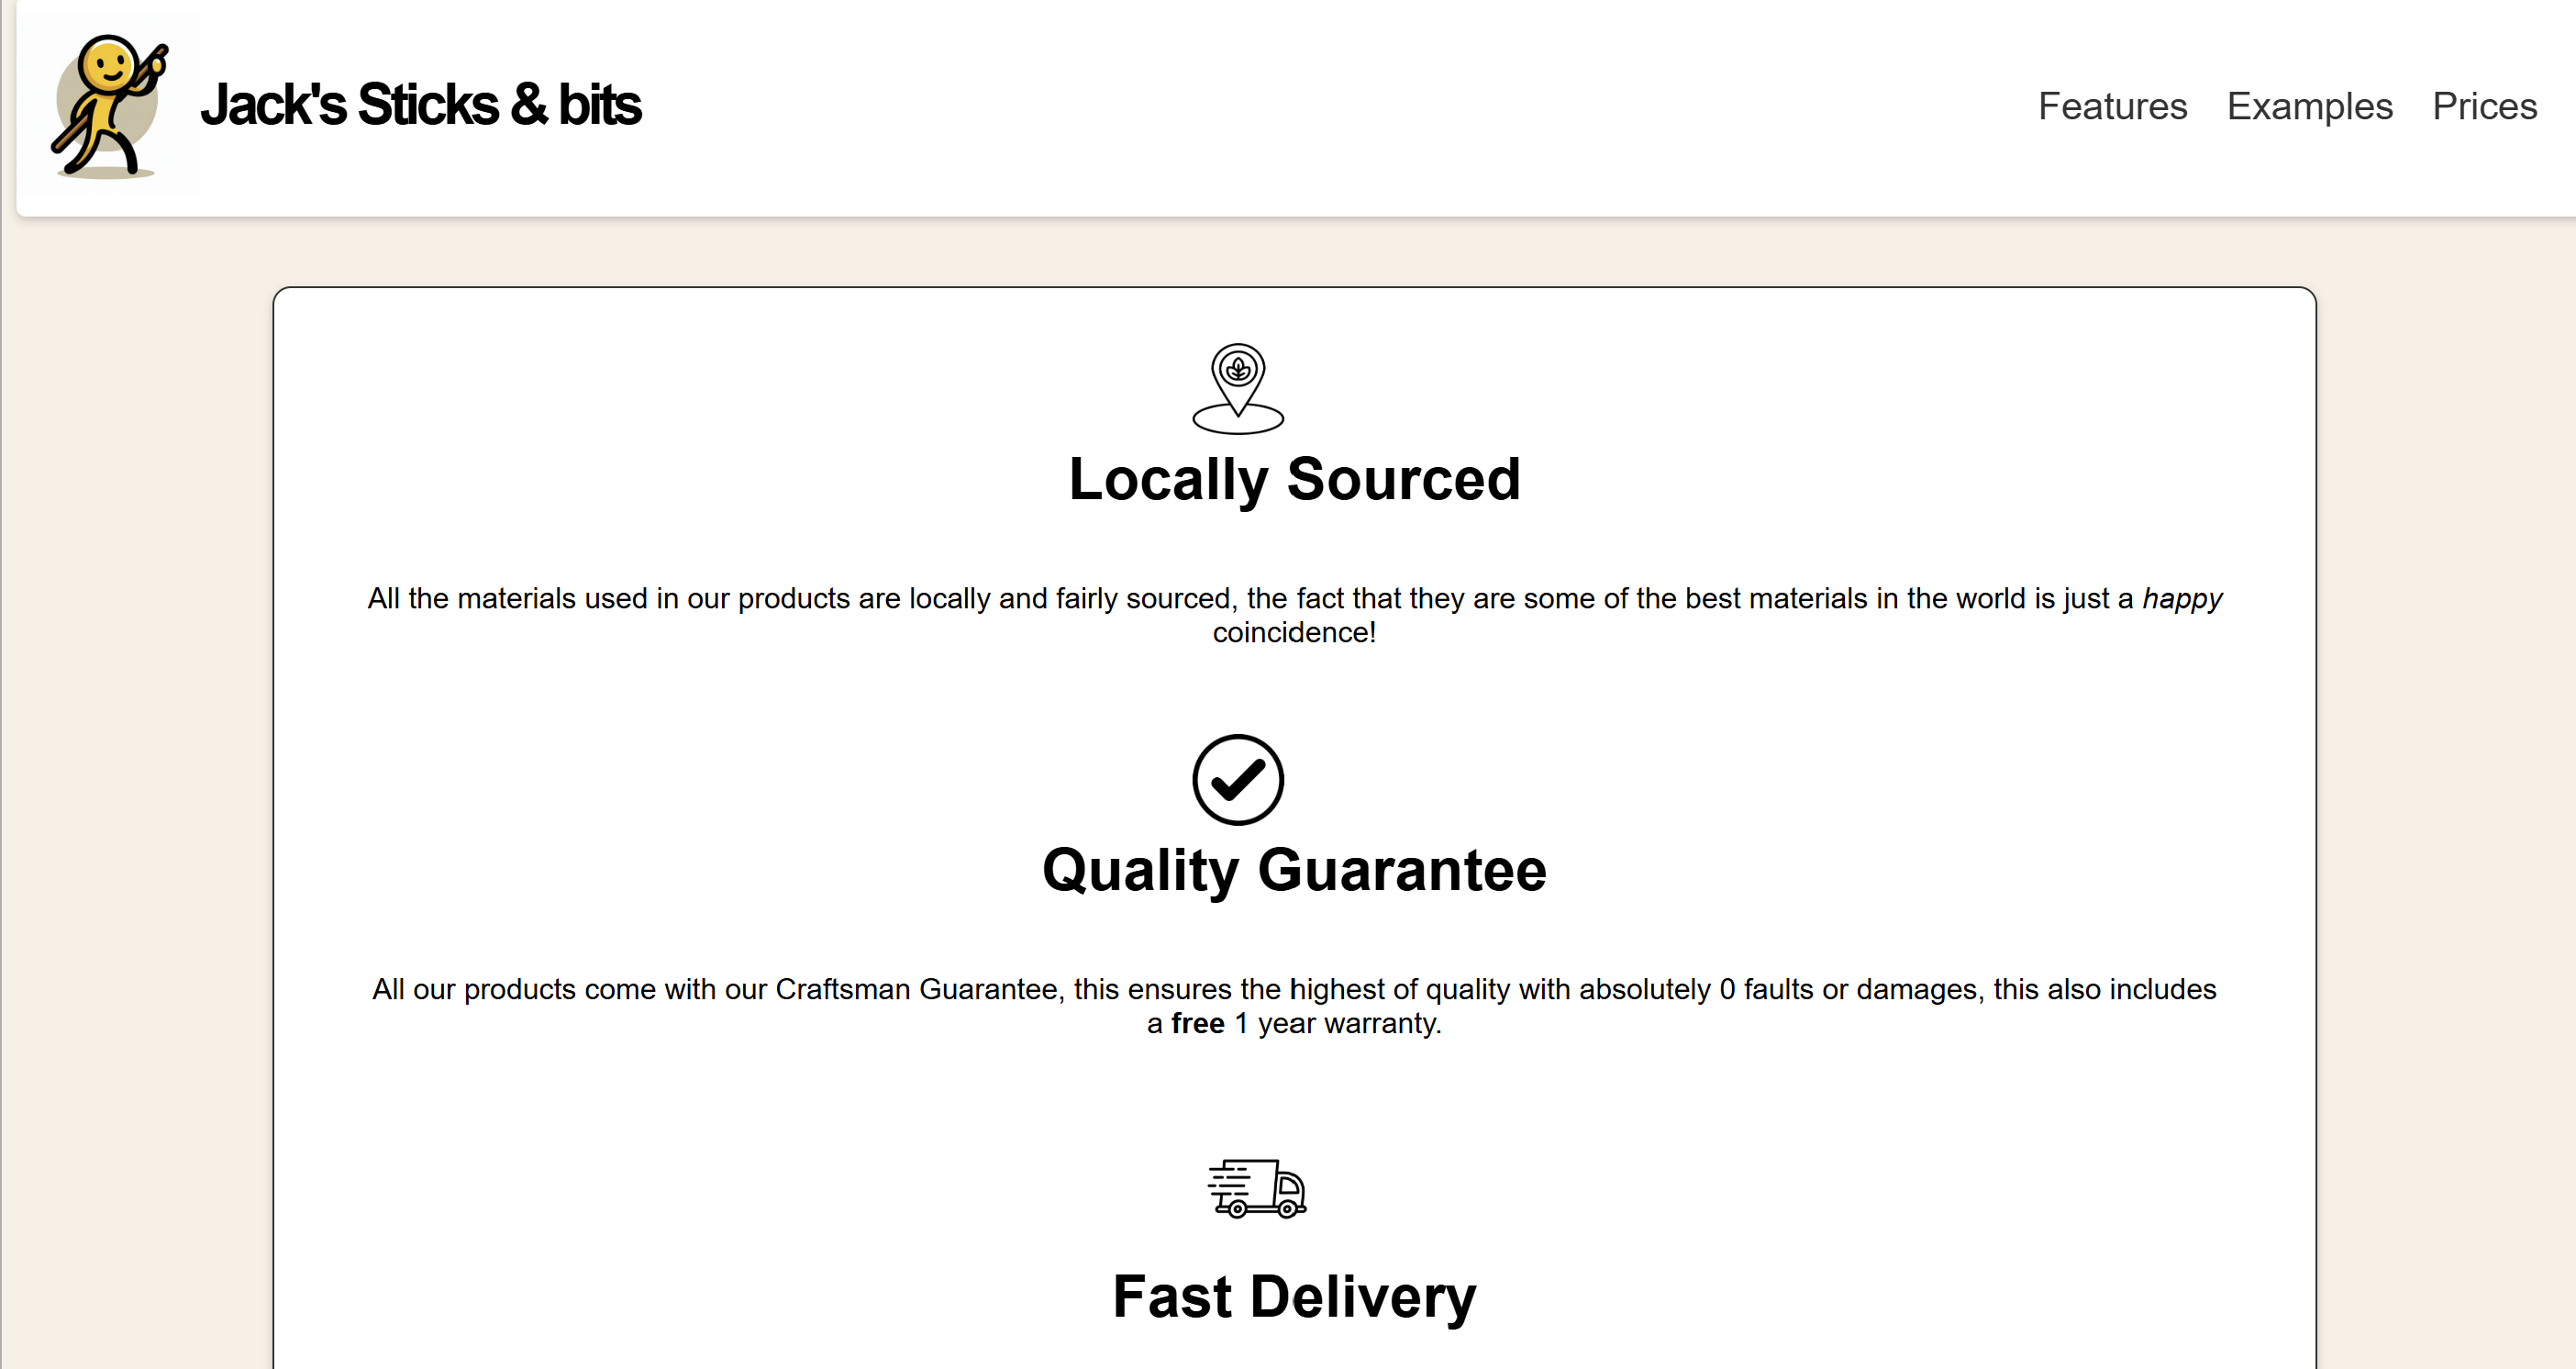 Jack's Sticks & bits
Features Examples Prices
Locally Sourced
All the materials used in our products are locally and fairly sourced, the fact that they are some of the best materials in the world is just a happy
coincidence!
Quality Guarantee
All our products come with our Craftsman Guarantee, this ensures the highest of quality with absolutely 0 faults or damages, this also includes
a free 1 year warranty.
Fast Delivery